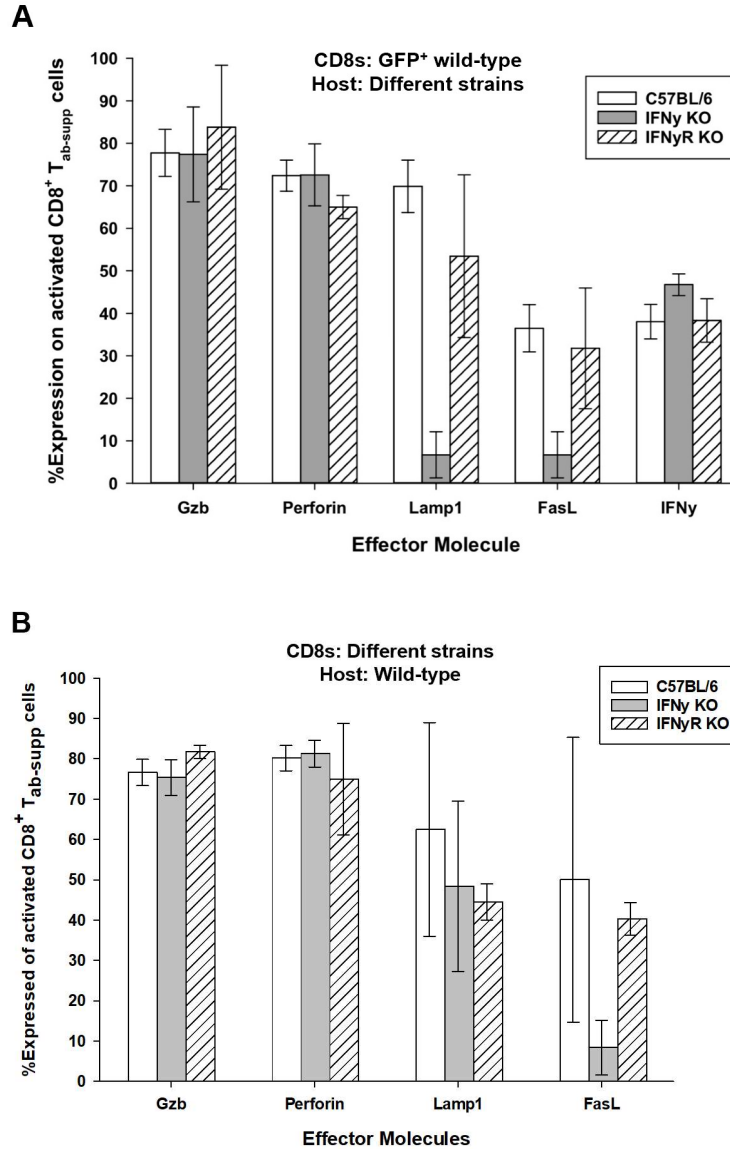 A
CD8s: GFP⁺ wild-type
Host: Different strains
C57BL/6
IFNy KO
IFNyR KO
%Expression on activated CD8⁺ T_ab-supp cells
100
90
80
70
60
50
40
30
20
10
0
Gzb
Perforin
Lamp1
FasL
IFNy
Effector Molecule
B
CD8s: Different strains
Host: Wild-type
C57BL/6
IFNy KO
IFNyR KO
%Expressed of activated CD8⁺ T_ab-supp cells
100
90
80
70
60
50
40
30
20
10
0
Gzb
Perforin
Lamp1
FasL
Effector Molecules